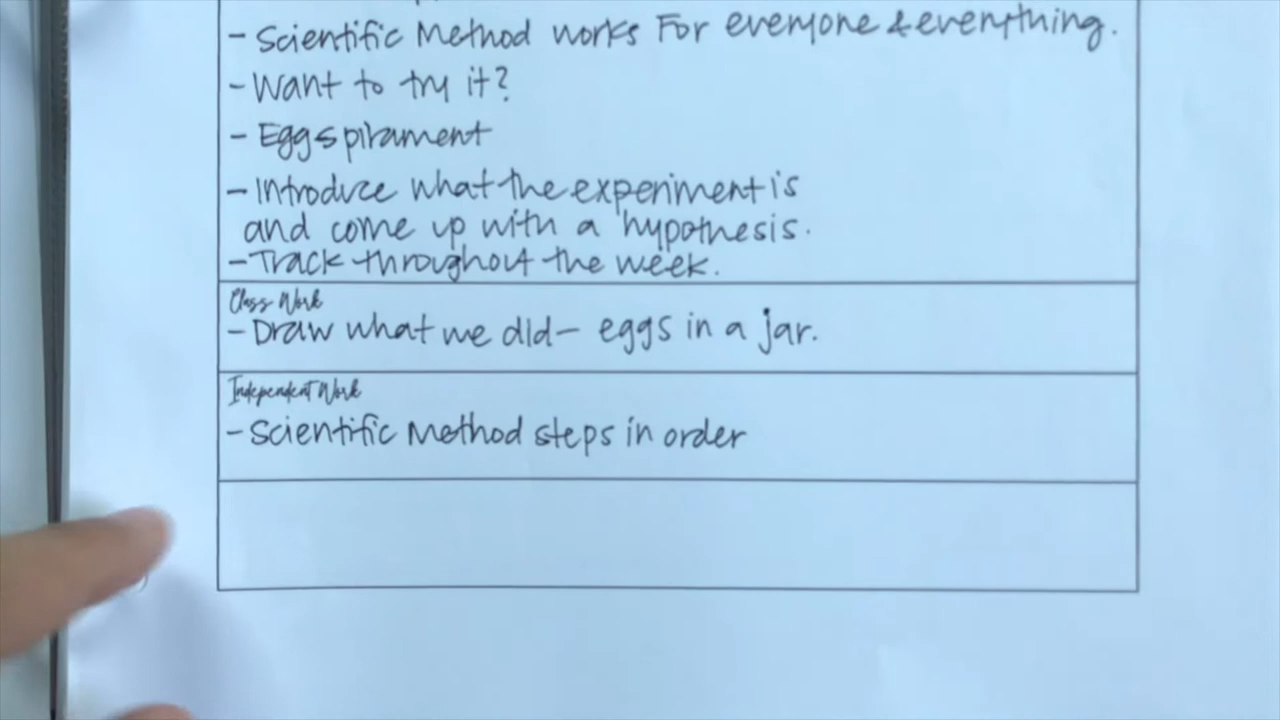 - Scientific Method works For everyone & everything.
- Want to try it?
- Eggspirament
- Introduce what the experiment is
and come up with a hypothesis.
- Track throughout the week.
Class Work
- Draw what we did - eggs in a jar.
Independent Work
- Scientific Method steps in order